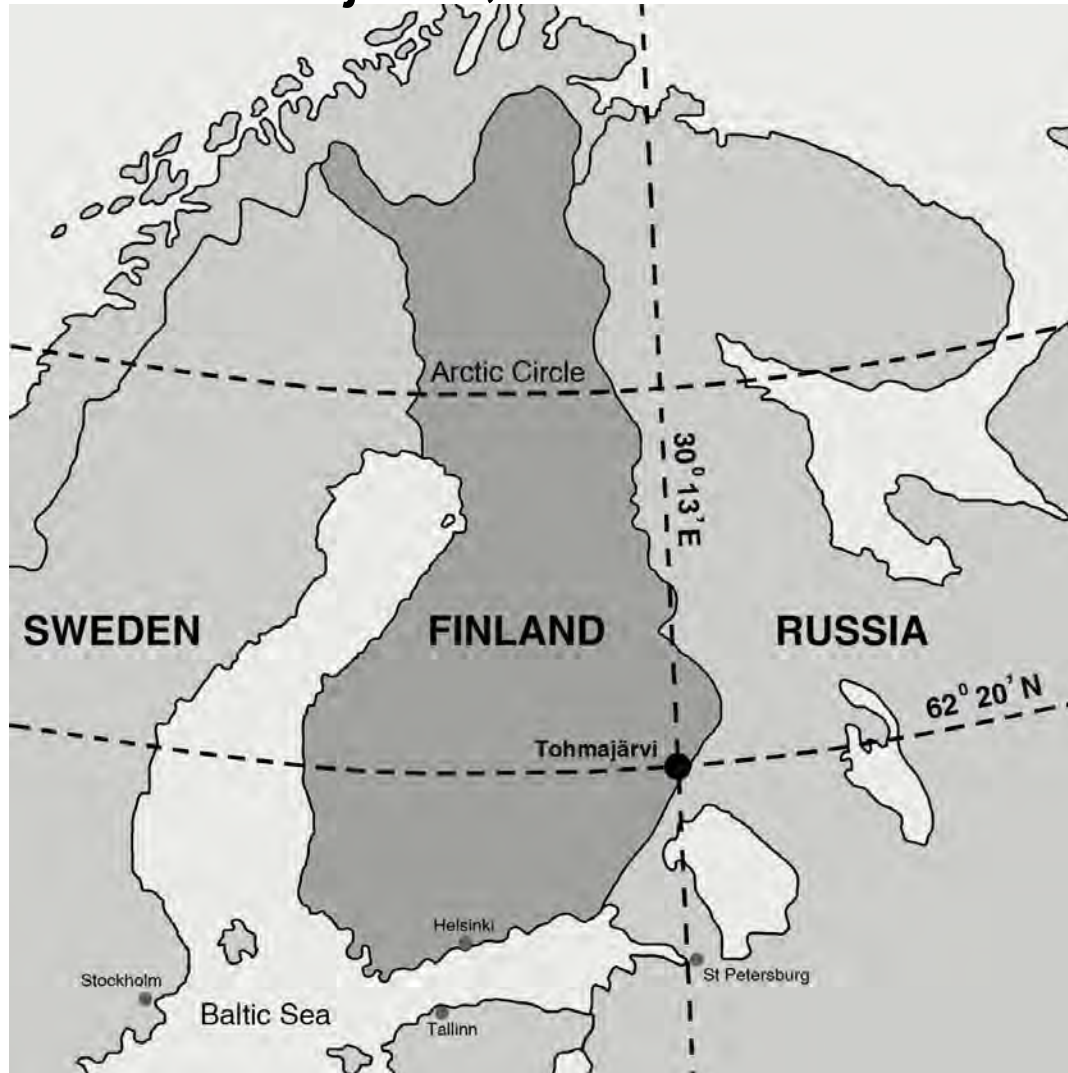 Arctic Circle
30° 13' E
SWEDEN
FINLAND
RUSSIA
62° 20' N
Tohmajärvi
Helsinki
Stockholm
St Petersburg
Baltic Sea
Tallinn